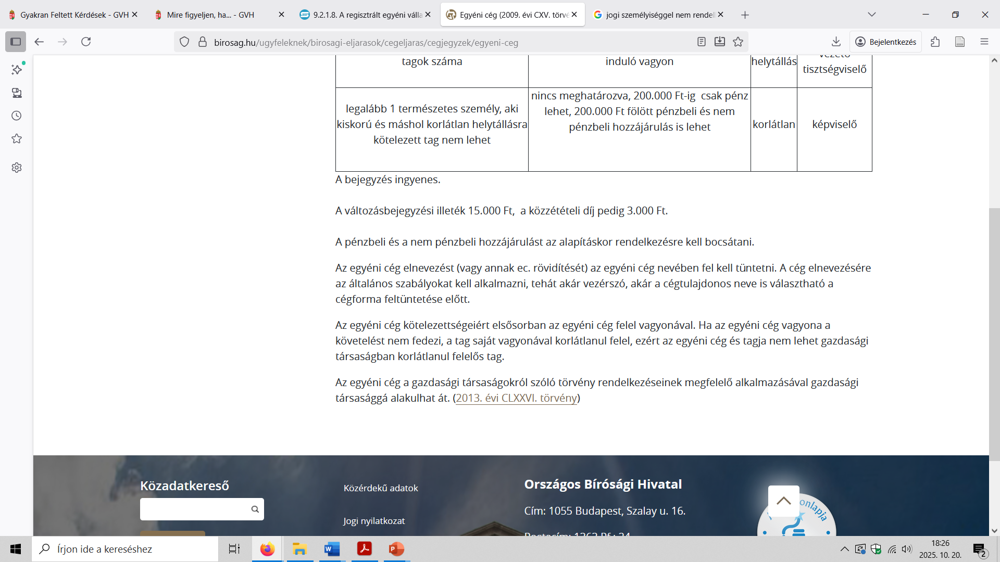 Gyakran Feltett Kérdések - GVH
Mire figyeljen, ha... - GVH
9.2.1.8. A regisztrált egyéni válla
Egyéni cég (2009. évi CXV. törvé
jogi személyiséggel nem rendel
birosag.hu/ugyfeleknek/birosagi-eljarasok/cegeljaras/cegjegyzek/egyeni-ceg
Bejelentkezés
tagok száma
induló vagyon
helytállás
vezető
tisztségviselő
legalább 1 természetes személy, aki
kiskorú és máshol korlátlan helytállásra
kötelezett tag nem lehet
nincs meghatározva, 200.000 Ft-ig  csak pénz
lehet, 200.000 Ft fölött pénzbeli és nem
pénzbeli hozzájárulás is lehet
korlátlan
képviselő
A bejegyzés ingyenes.
A változásbejegyzési illeték 15.000 Ft,  a közzétételi díj pedig 3.000 Ft.
A pénzbeli és a nem pénzbeli hozzájárulást az alapításkor rendelkezésre kell bocsátani.
Az egyéni cég elnevezést (vagy annak ec. rövidítését) az egyéni cég nevében fel kell tüntetni. A cég elnevezésére
az általános szabályokat kell alkalmazni, tehát akár vezérszó, akár a cégtulajdonos neve is választható a
cégforma feltüntetése előtt.
Az egyéni cég kötelezettségeiért elsősorban az egyéni cég felel vagyonával. Ha az egyéni cég vagyona a
követelést nem fedezi, a tag saját vagyonával korlátlanul felel, ezért az egyéni cég és tagja nem lehet gazdasági
társaságban korlátlanul felelős tag.
Az egyéni cég a gazdasági társaságokról szóló törvény rendelkezéseinek megfelelő alkalmazásával gazdasági
társasággá alakulhat át. (2013. évi CLXXVI. törvény)
Közadatkereső
Közérdekű adatok
Jogi nyilatkozat
Országos Bírósági Hivatal
Cím: 1055 Budapest, Szalay u. 16.
Postacím: 1363 Pf.: 24.
onlapja
Írjon ide a kereséshez
18:26
2025. 10. 20.
2